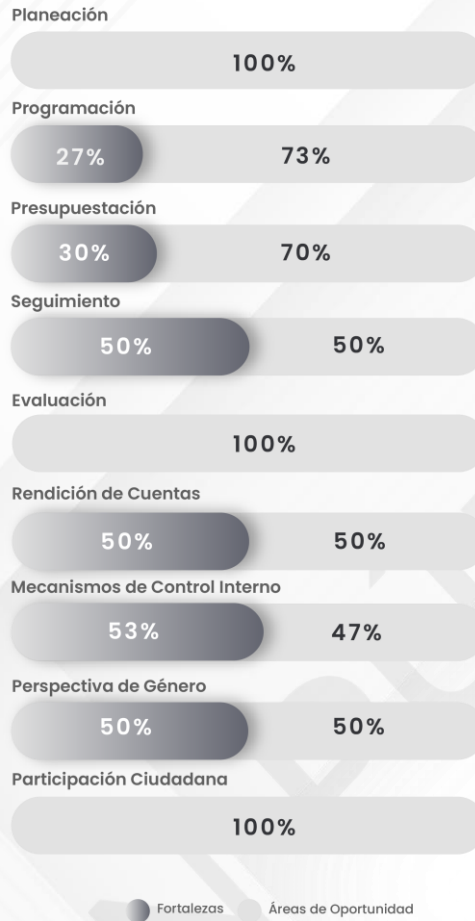 Planeación
100%
Programación
27% 73%
Presupuestación
30% 70%
Seguimiento
50% 50%
Evaluación
100%
Rendición de Cuentas
50% 50%
Mecanismos de Control Interno
53% 47%
Perspectiva de Género
50% 50%
Participación Ciudadana
100%
Fortalezas Áreas de Oportunidad